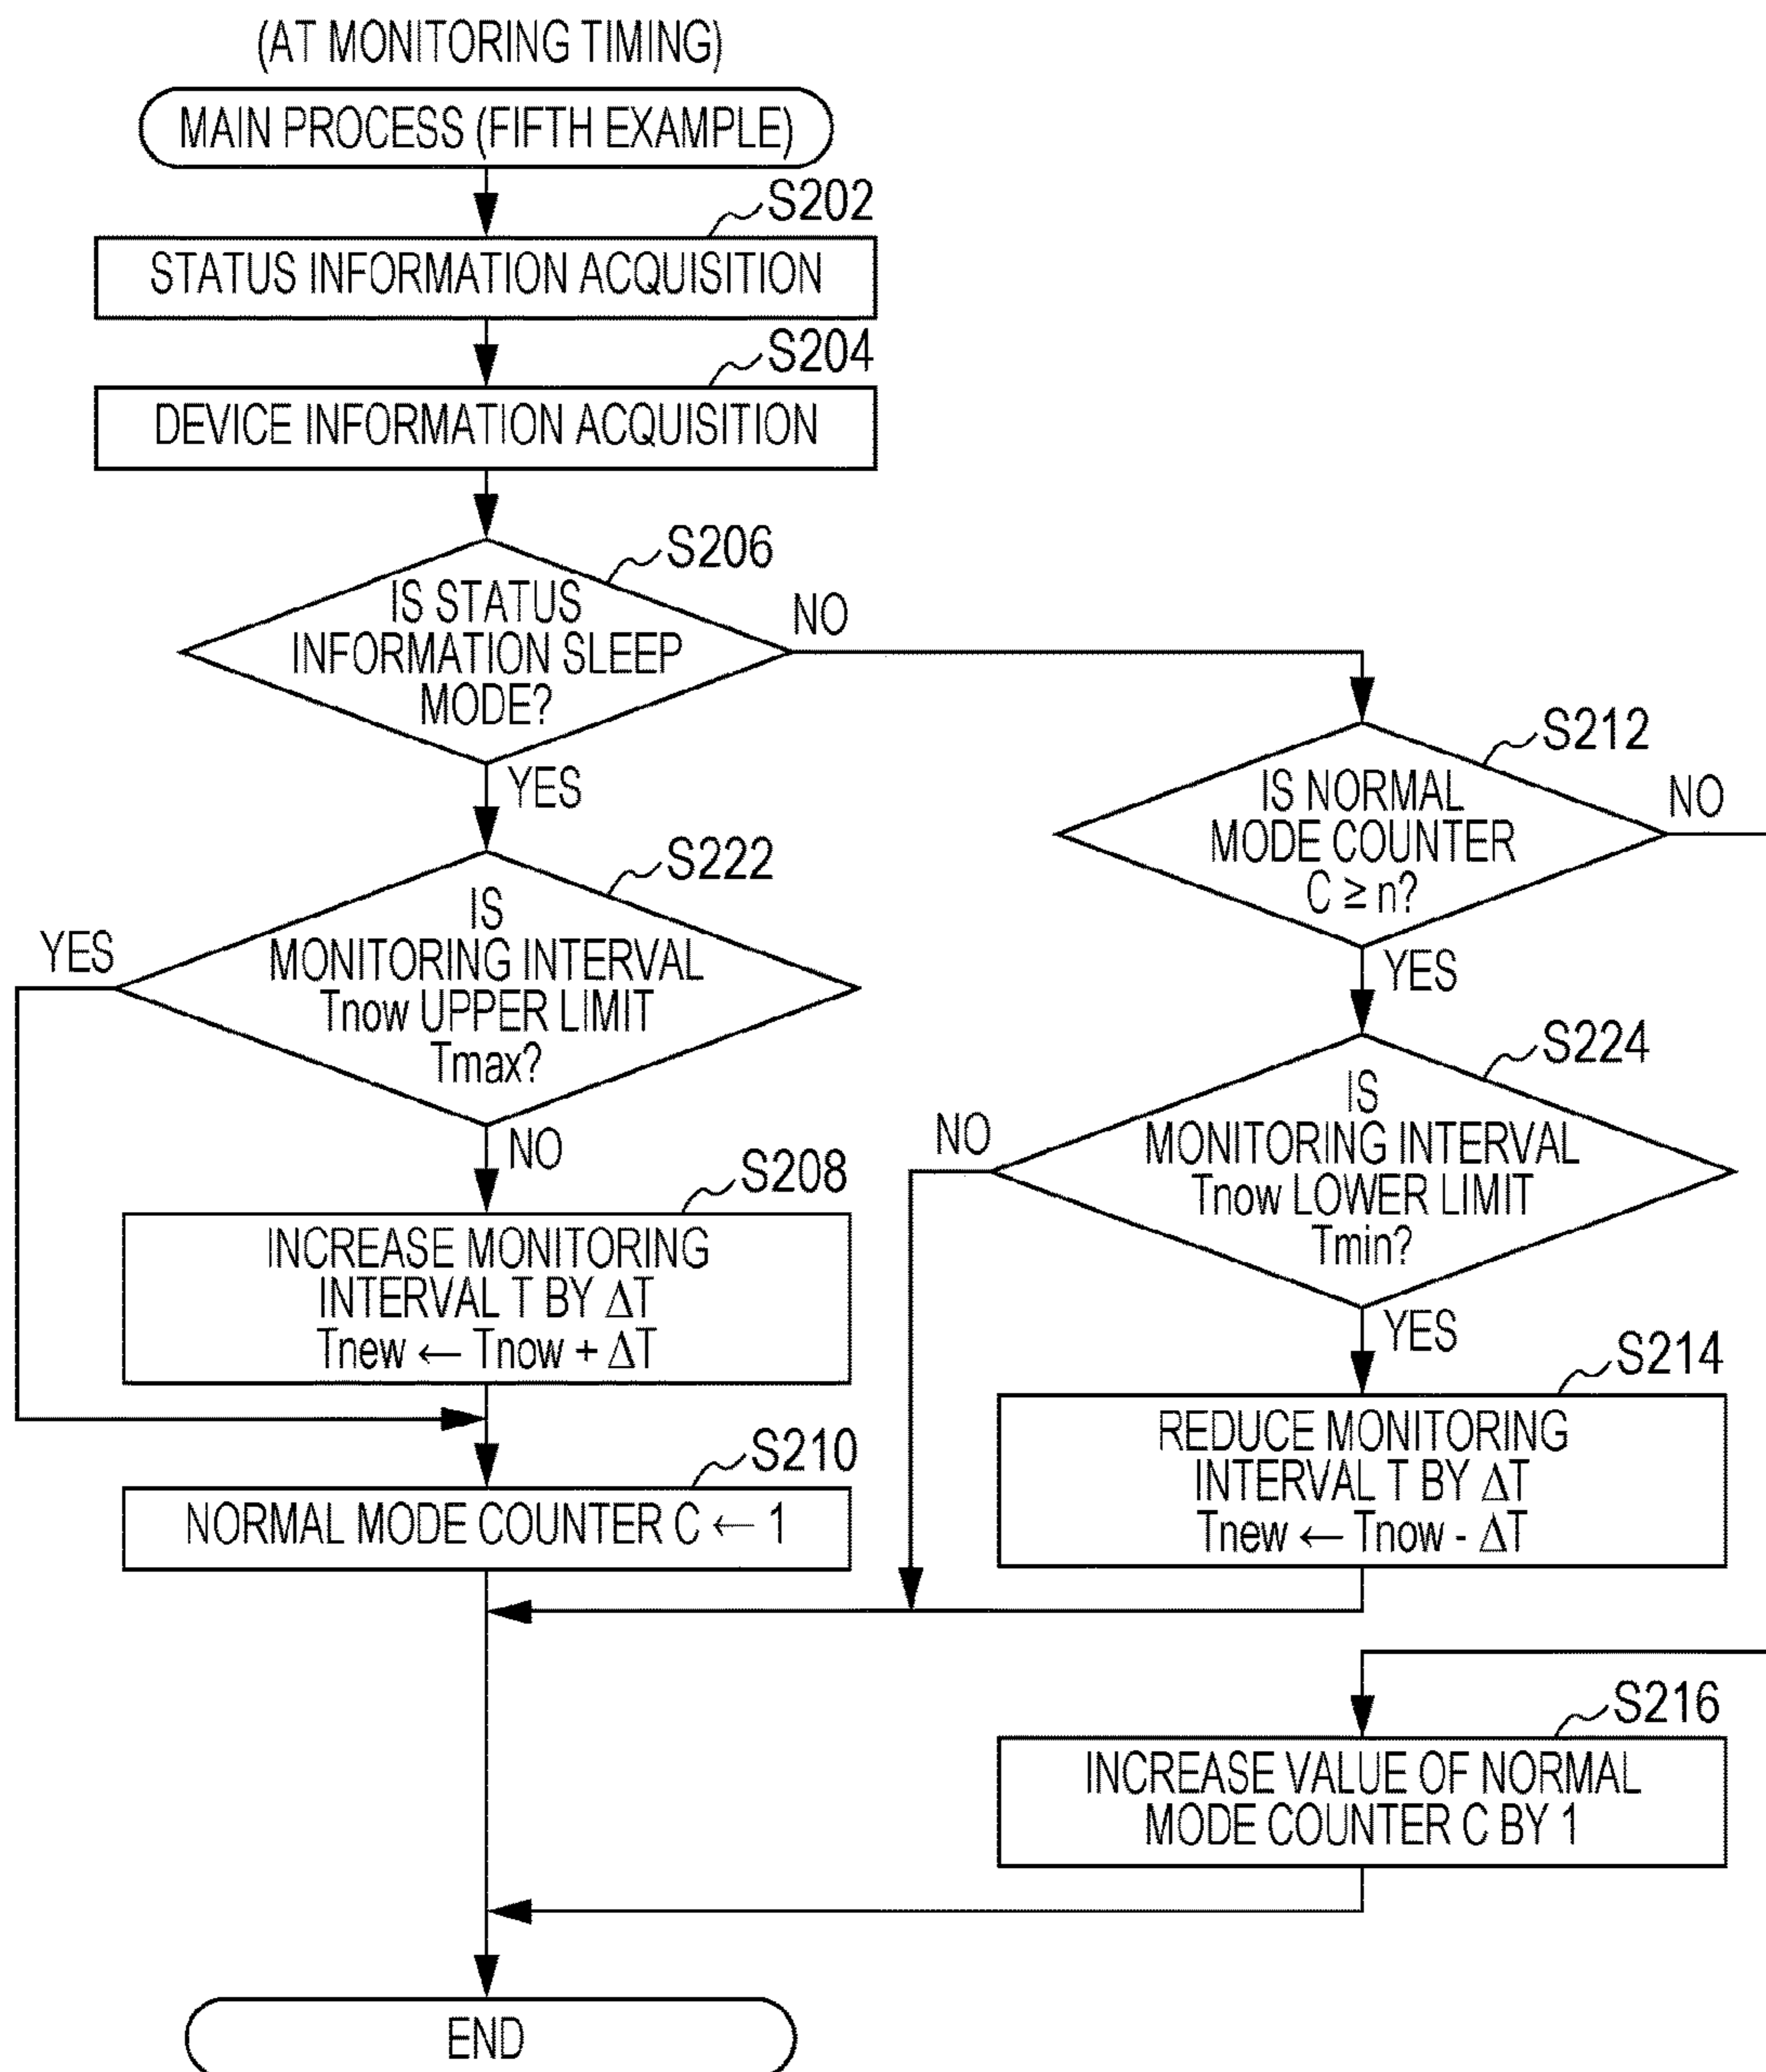 (AT MONITORING TIMING)
MAIN PROCESS (FIFTH EXAMPLE)
S202
STATUS INFORMATION ACQUISITION
S204
DEVICE INFORMATION ACQUISITION
S206
IS STATUS
INFORMATION SLEEP
MODE?
NO
YES
S212
IS NORMAL
MODE COUNTER
C ≥ n?
NO
YES
S222
IS
MONITORING INTERVAL
Tnow UPPER LIMIT
Tmax?
YES
NO
S224
IS
MONITORING INTERVAL
Tnow LOWER LIMIT
Tmin?
NO
YES
S208
INCREASE MONITORING
INTERVAL T BY ΔT
Tnew ← Tnow + ΔT
S214
REDUCE MONITORING
INTERVAL T BY ΔT
Tnew ← Tnow - ΔT
S210
NORMAL MODE COUNTER C ← 1
S216
INCREASE VALUE OF NORMAL
MODE COUNTER C BY 1
END